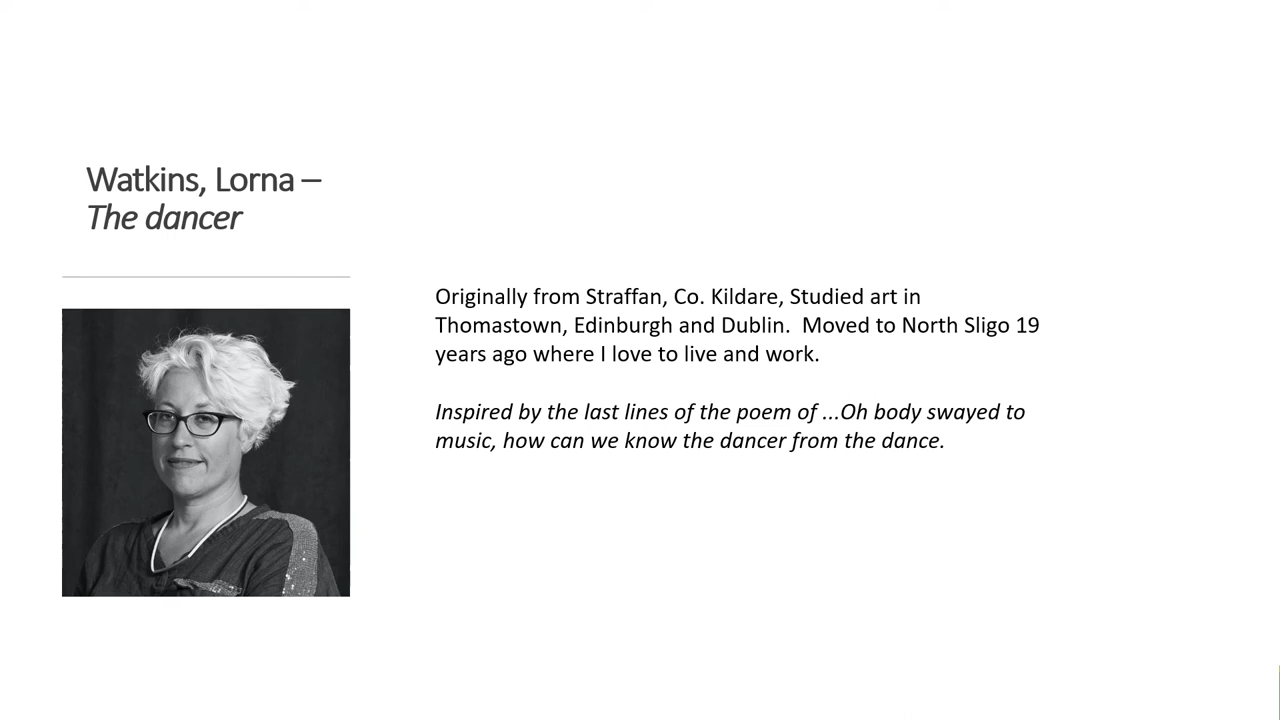 Watkins, Lorna –
The dancer
Originally from Straffan, Co. Kildare, Studied art in
Thomastown, Edinburgh and Dublin.  Moved to North Sligo 19
years ago where I love to live and work.
Inspired by the last lines of the poem of ...Oh body swayed to
music, how can we know the dancer from the dance.